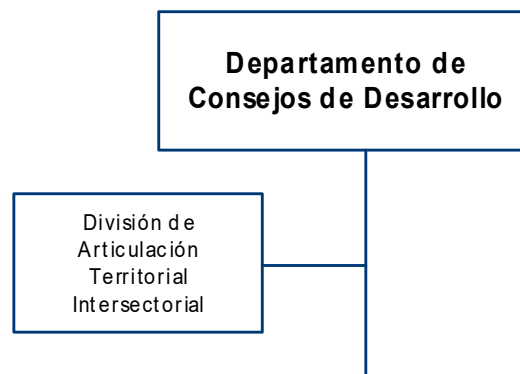 Departamento de
Consejos de Desarrollo
División de
Articulación
Territorial
Intersectorial